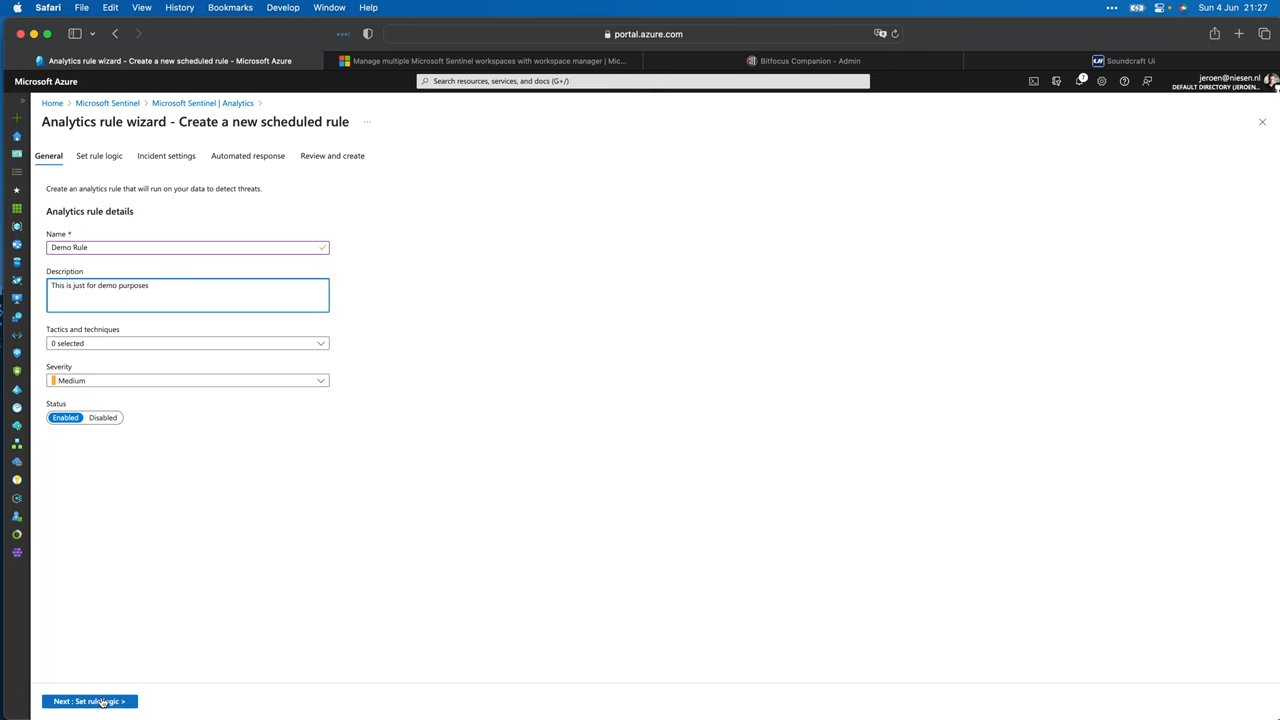 Safari File Edit View History Bookmarks Develop Window Help Sun 4 Jun 21:27
portal.azure.com
Analytics rule wizard - Create a new scheduled rule - Microsoft Azure Manage multiple Microsoft Sentinel workspaces with workspace manager | Mic... Bitfocus Companion – Admin Soundcraft Ui
Microsoft Azure Search resources, services, and docs (G+/) 7 jeroen@niesen.nl
DEFAULT DIRECTORY (JEROEN...
Home > Microsoft Sentinel > Microsoft Sentinel | Analytics >
Analytics rule wizard - Create a new scheduled rule ...
General Set rule logic Incident settings Automated response Review and create
Create an analytics rule that will run on your data to detect threats.
Analytics rule details
Name *
Demo Rule
Description
This is just for demo purposes
Tactics and techniques
0 selected
Severity
Medium
Status
Enabled Disabled
Next : Set rule logic >